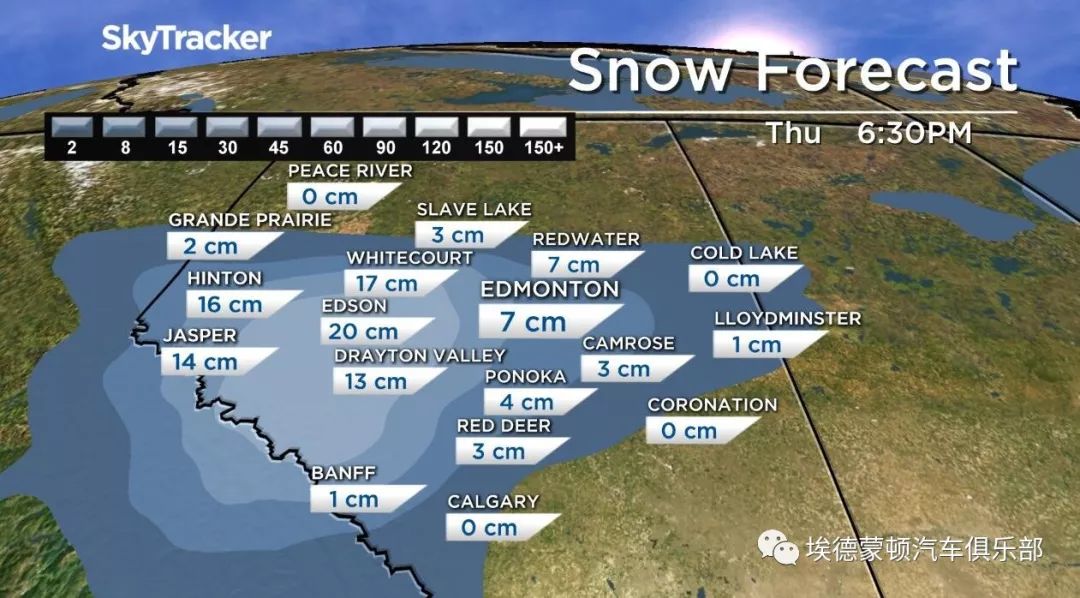 SkyTracker
Snow Forecast
Thu 6:30PM
2 8 15 30 45 60 90 120 150 150+
PEACE RIVER
0 cm
GRANDE PRAIRIE
2 cm
SLAVE LAKE
3 cm
REDWATER
7 cm
COLD LAKE
0 cm
WHITECOURT
17 cm
HINTON
16 cm
EDMONTON
7 cm
EDSON
20 cm
LLOYDMINSTER
1 cm
JASPER
14 cm
CAMROSE
3 cm
DRAYTON VALLEY
13 cm
PONOKA
4 cm
CORONATION
0 cm
RED DEER
3 cm
BANFF
1 cm
CALGARY
0 cm
埃德蒙顿汽车俱乐部